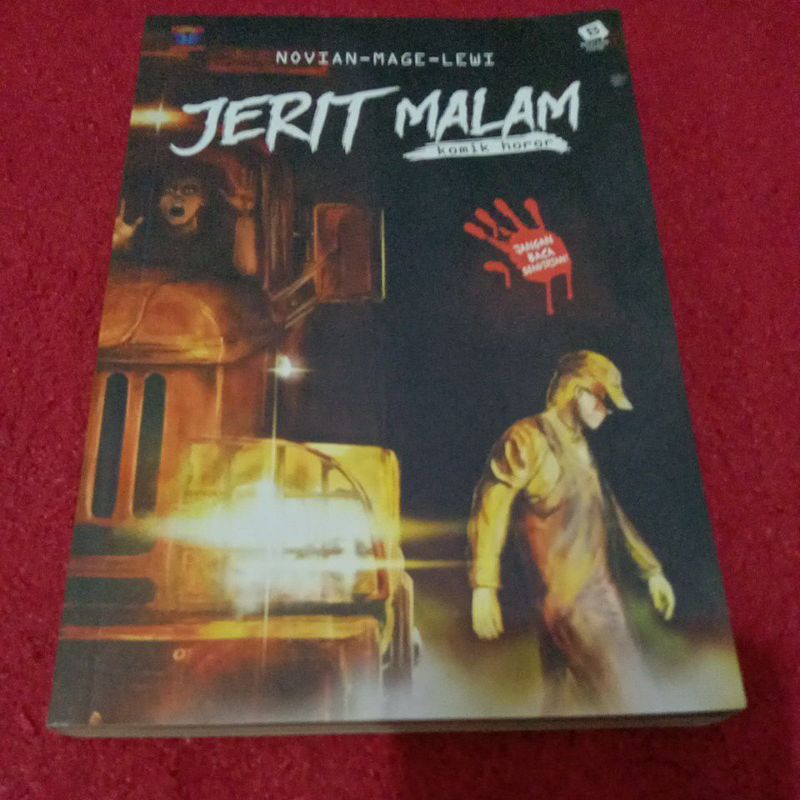 NOVIAN-MAGE-LEWI
JERIT MALAM
komik horor
JANGAN
BACA
SENDIRIAN!